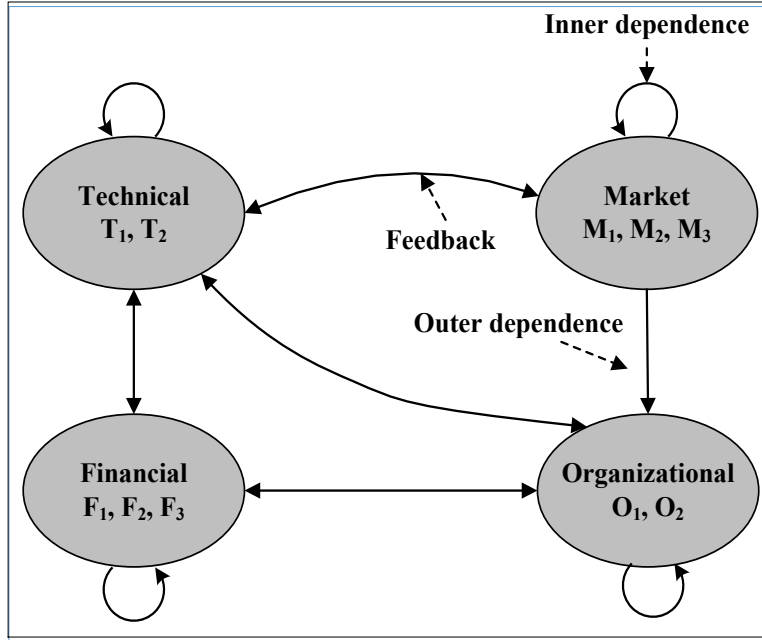 Inner dependence
Technical
T₁, T₂
Market
M₁, M₂, M₃
Feedback
Outer dependence
Financial
F₁, F₂, F₃
Organizational
O₁, O₂